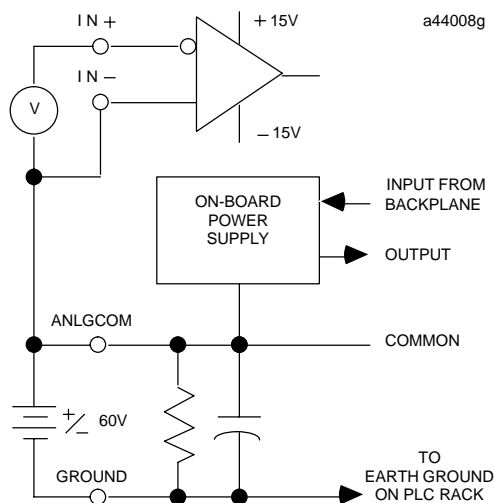 IN +
+ 15V
a44008g
IN –
V
– 15V
ON-BOARD
POWER
SUPPLY
INPUT FROM
BACKPLANE
OUTPUT
ANLGCOM
COMMON
+/– 60V
GROUND
TO
EARTH GROUND
ON PLC RACK